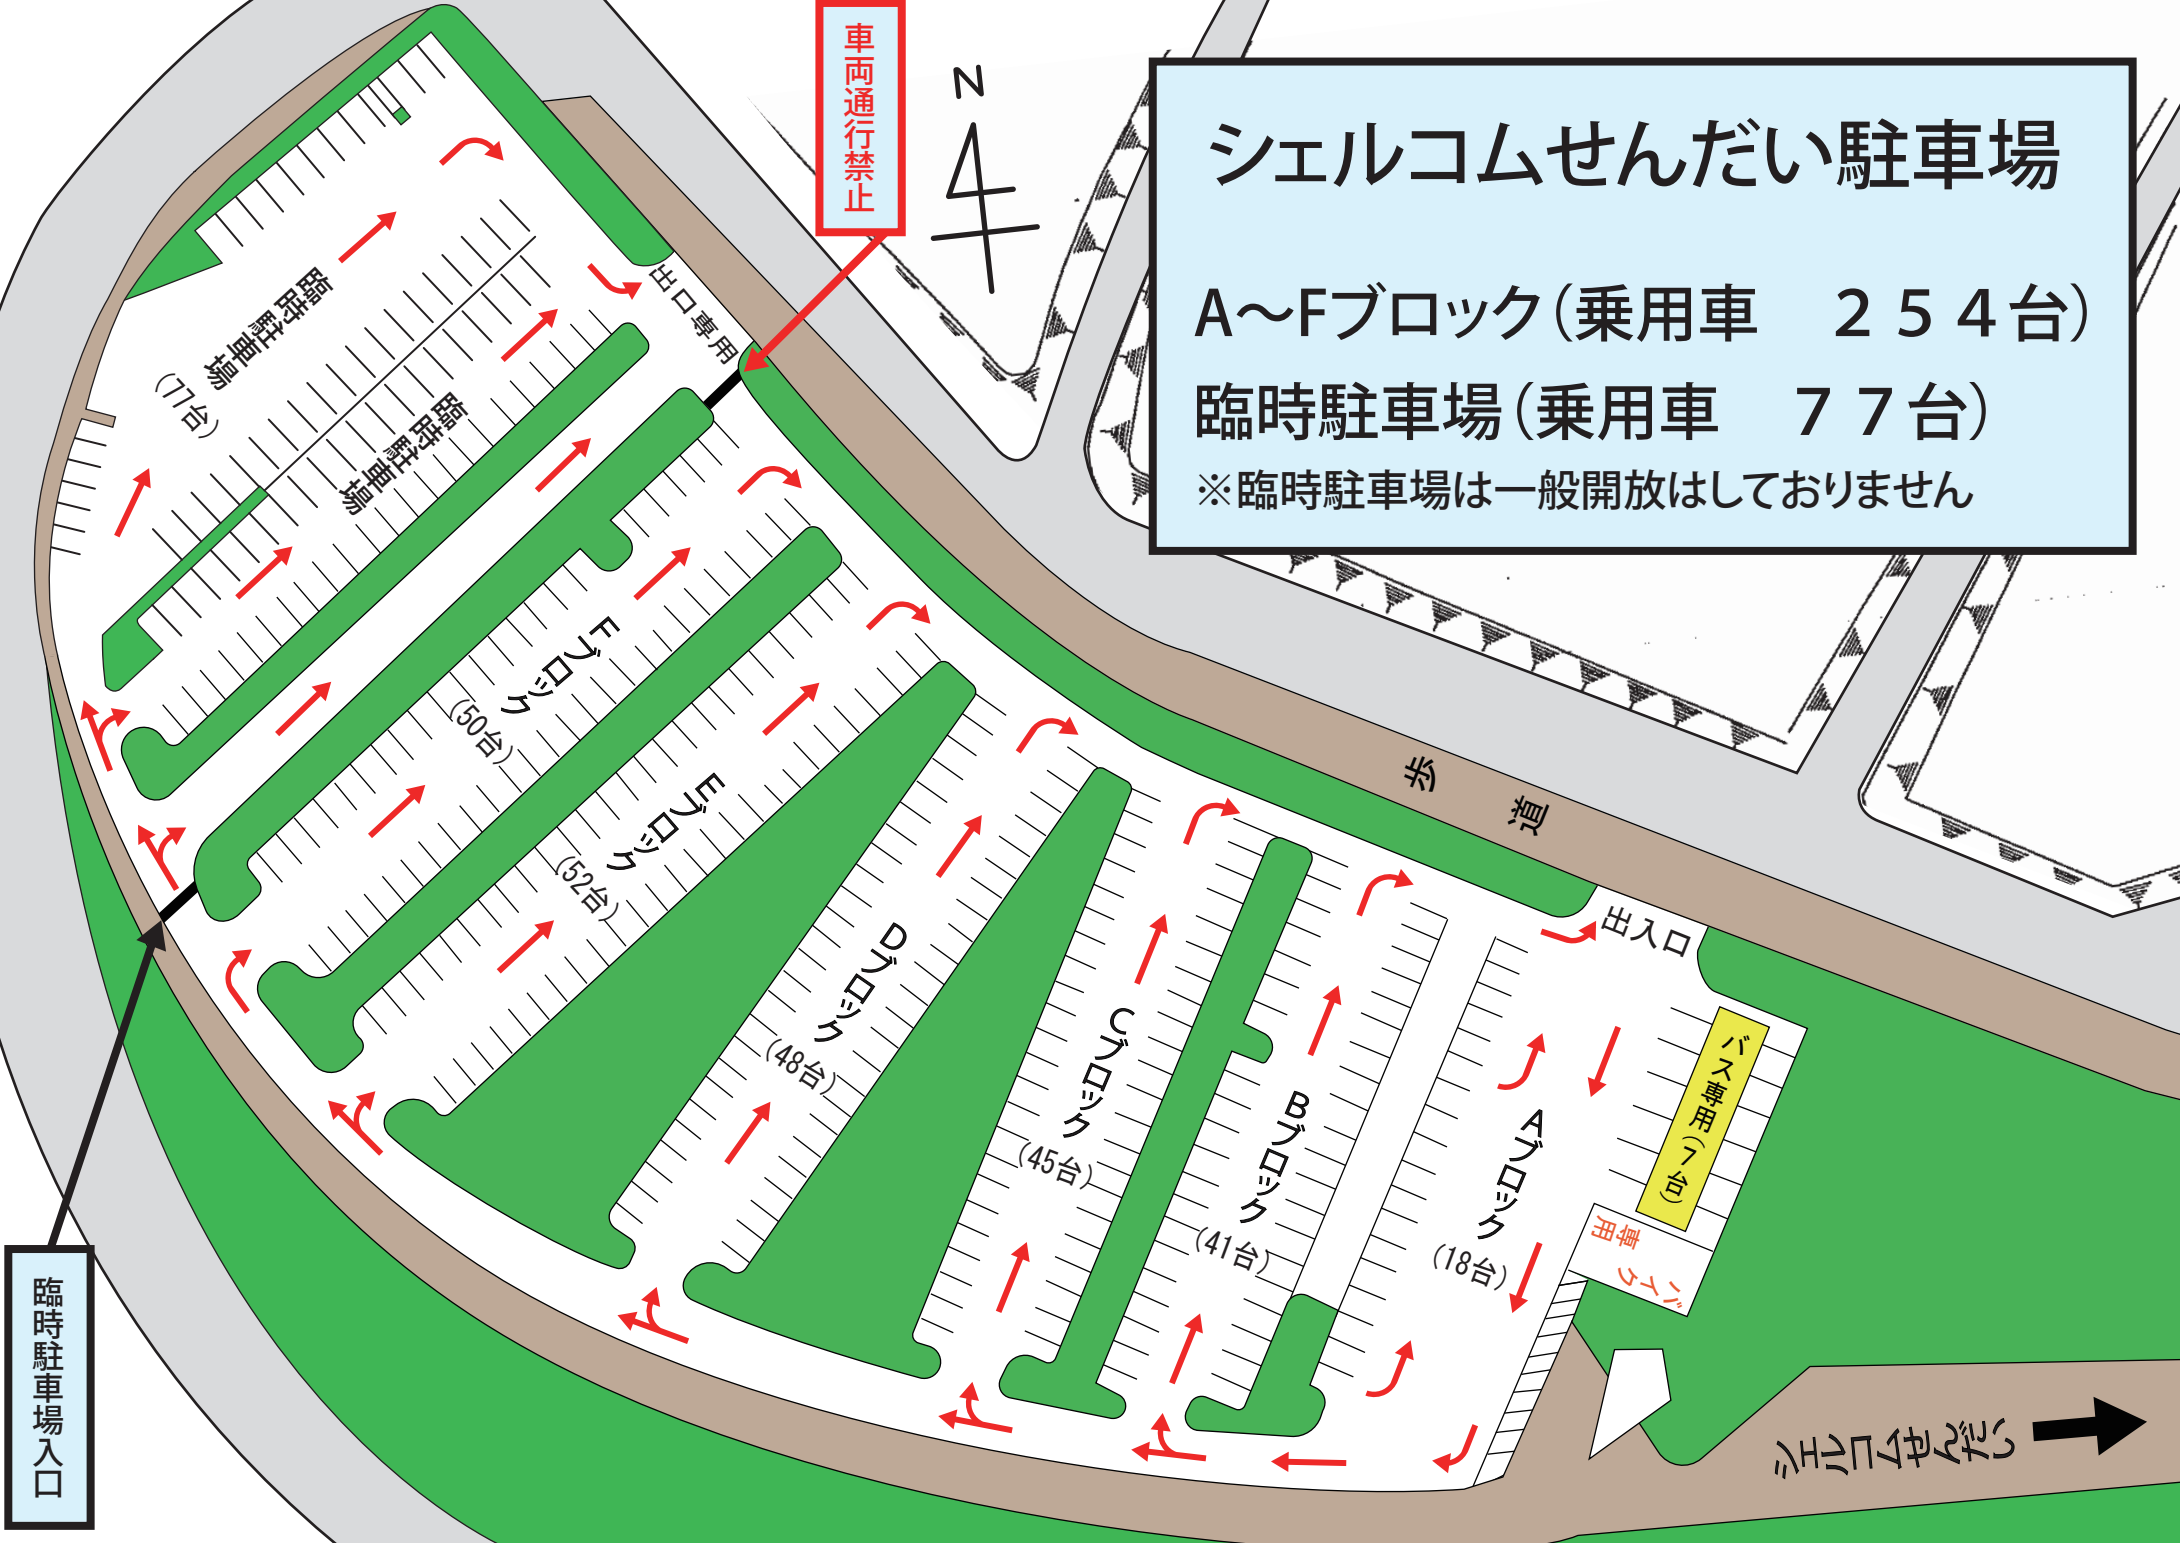 シェルコムせんだい駐車場
A～Fブロック（乗用車　２５４台）
臨時駐車場（乗用車　７７台）
※臨時駐車場は一般開放はしておりません
車両通行禁止
N
臨時駐車場
（77台）
臨時駐車場
出口専用
Fブロック
（50台）
Eブロック
（52台）
Dブロック
（48台）
Cブロック
（45台）
Bブロック
（41台）
Aブロック
（18台）
歩道
出入口
バス専用（7台）
バイク
専用
臨時駐車場入口
シェルコムせんだい